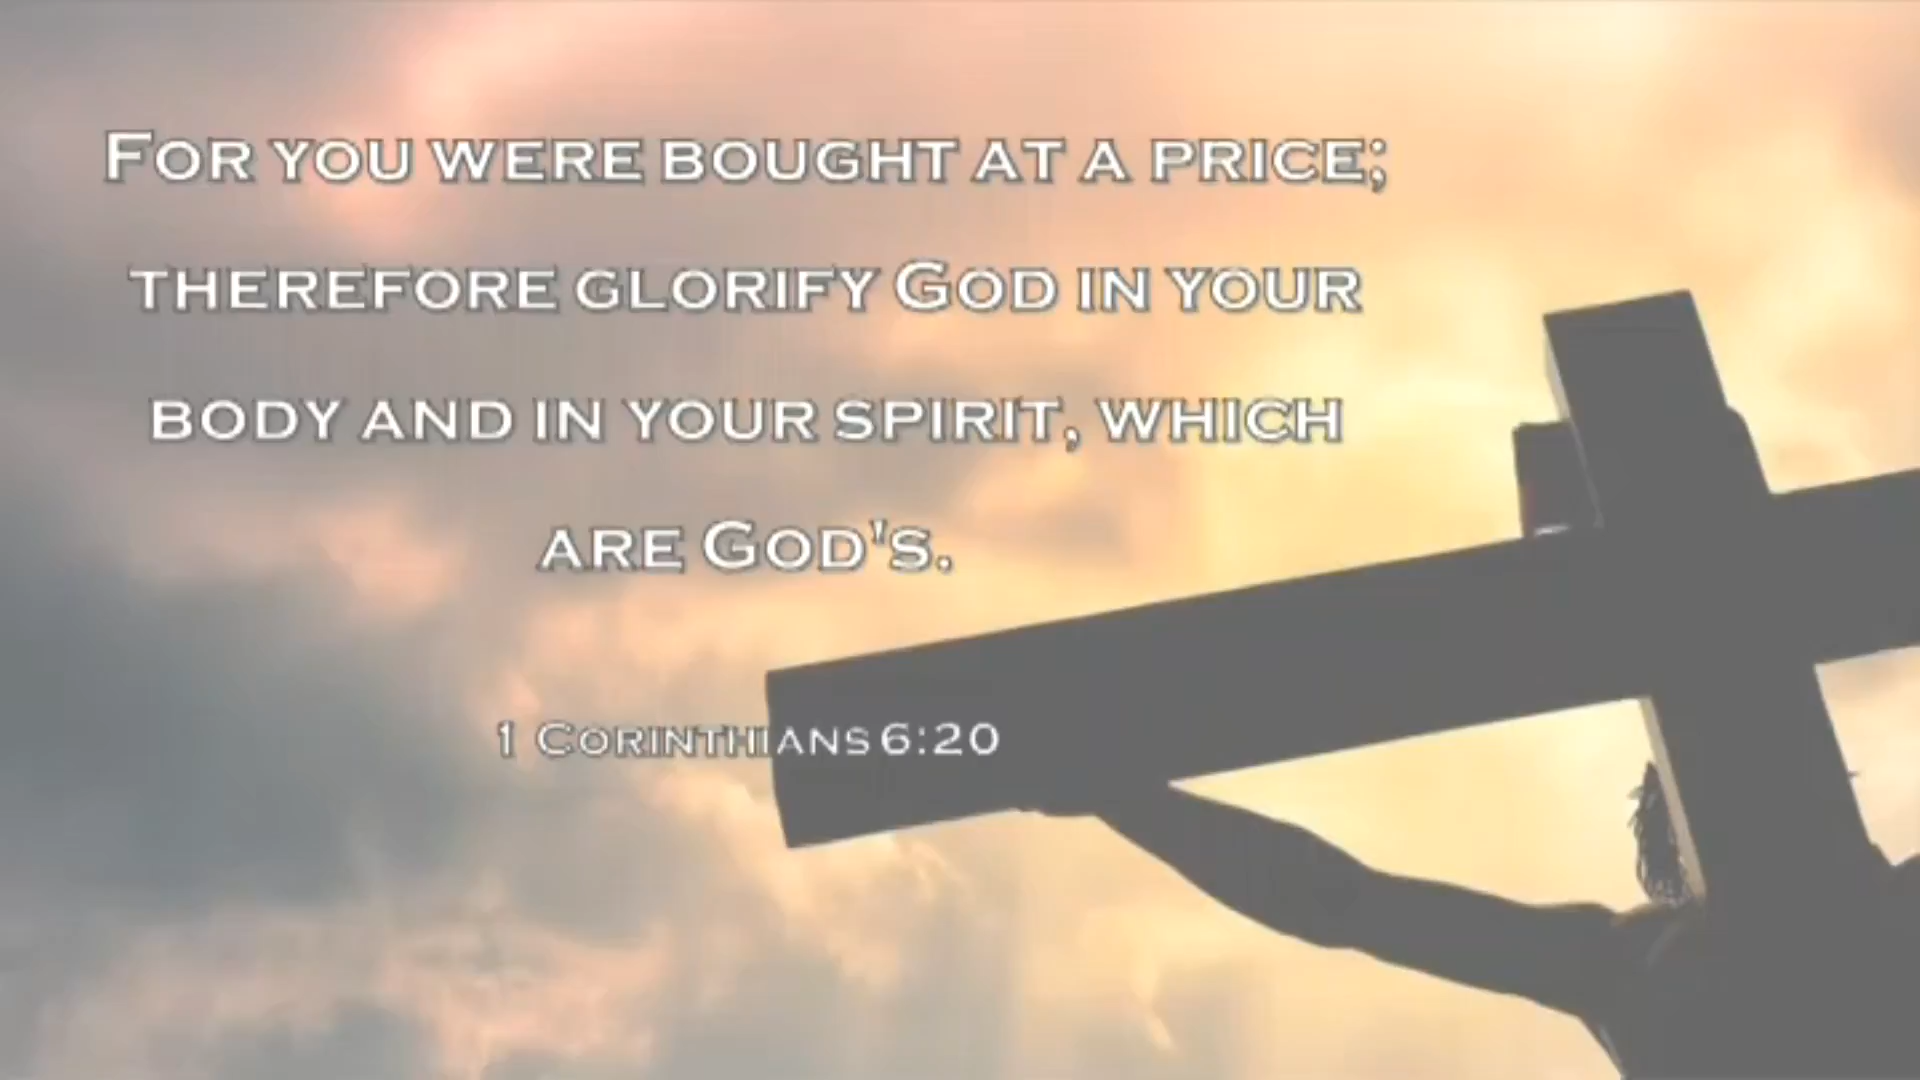 For you were bought at a price;
therefore glorify God in your
body and in your spirit, which
are God's.
1 Corinthians 6:20